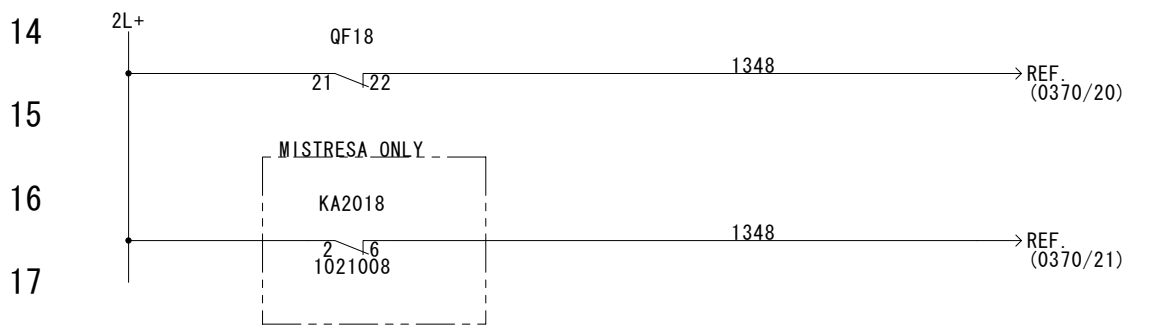 14
2L+
QF18
21 22
1348
REF.
(0370/20)
15
MISTRESA ONLY
16
KA2018
2 6
1021008
1348
REF.
(0370/21)
17